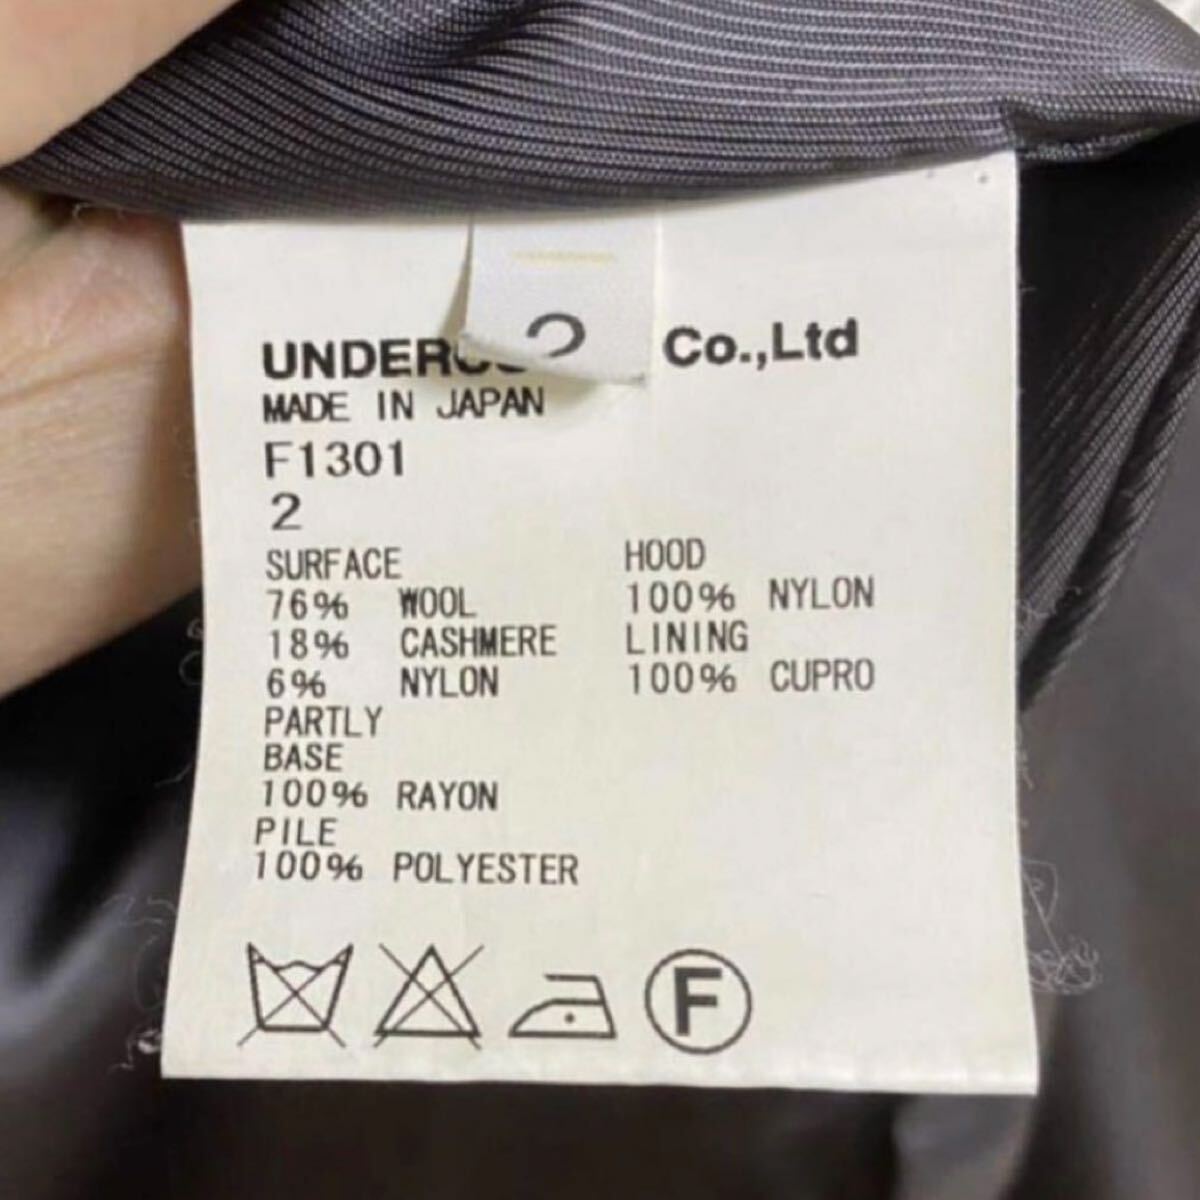 2
Co.,Ltd
MADE IN JAPAN
F1301
2
SURFACE
76% WOOL
18% CASHMERE
6% NYLON
PARTLY
BASE
100% RAYON
PILE
100% POLYESTER
HOOD
100% NYLON
LINING
100% CUPRO
F